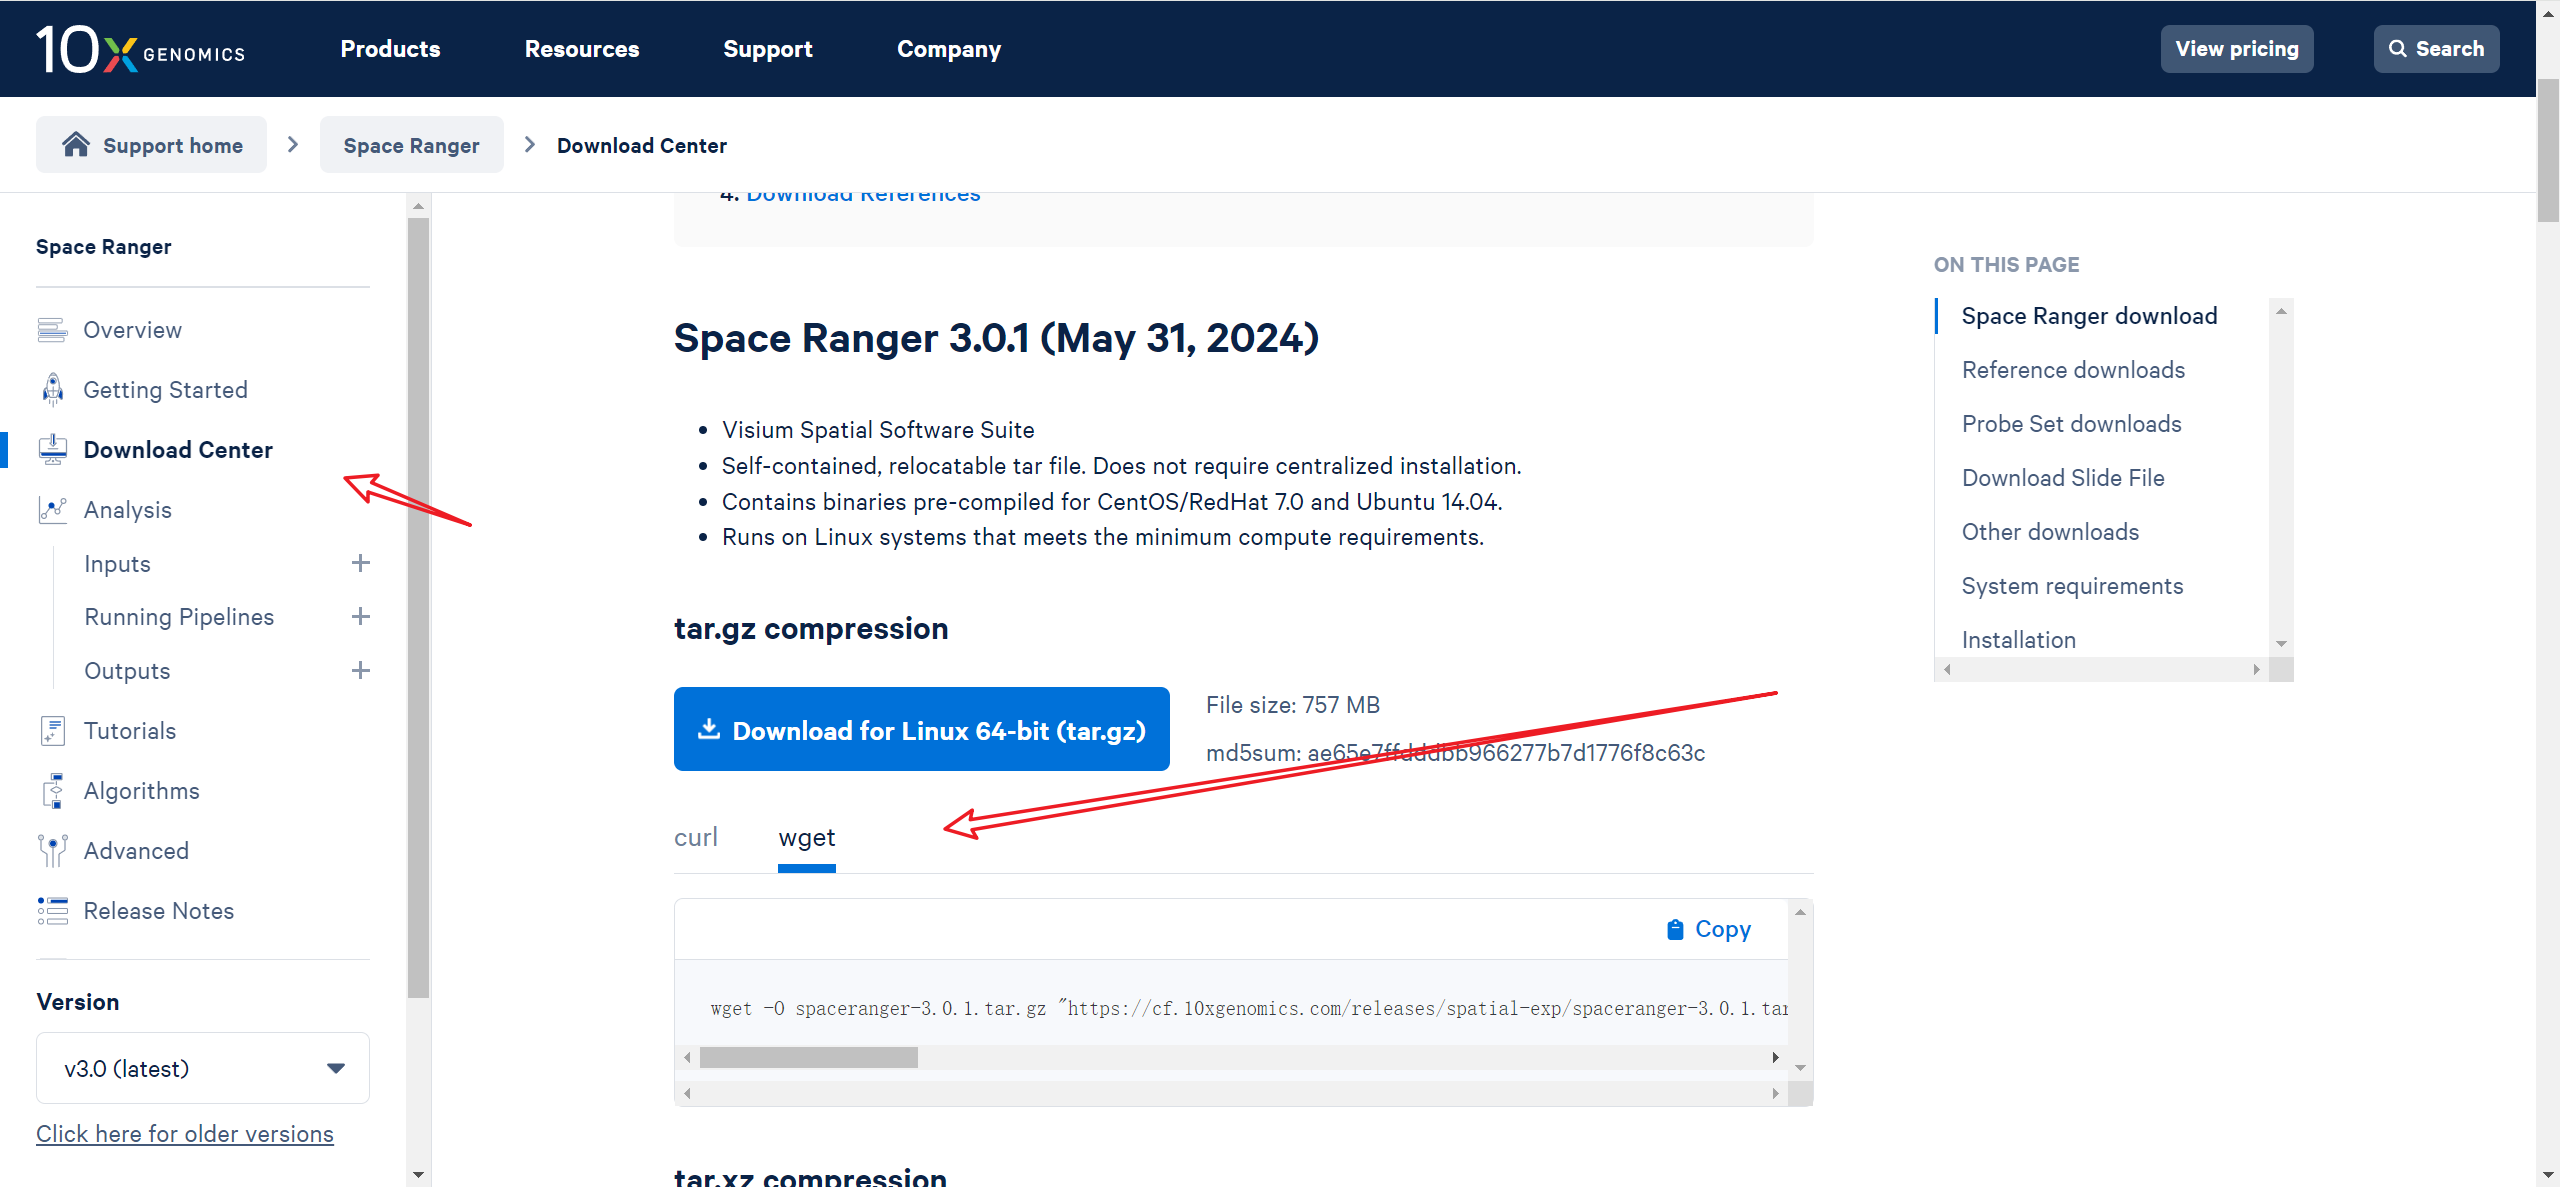 10X GENOMICS
Products
Resources
Support
Company
View pricing
Search
Support home
Space Ranger
Download Center
4. Download References
Space Ranger
Overview
Getting Started
Download Center
Analysis
Inputs
Running Pipelines
Outputs
Tutorials
Algorithms
Advanced
Release Notes
Version
v3.0 (latest)
Click here for older versions
Space Ranger 3.0.1 (May 31, 2024)
Visium Spatial Software Suite
Self-contained, relocatable tar file. Does not require centralized installation.
Contains binaries pre-compiled for CentOS/RedHat 7.0 and Ubuntu 14.04.
Runs on Linux systems that meets the minimum compute requirements.
tar.gz compression
Download for Linux 64-bit (tar.gz)
File size: 757 MB
md5sum: ae65e7ffdddbb966277b7d1776f8c63c
curl
wget
Copy
wget -O spaceranger-3.0.1.tar.gz "https://cf.10xgenomics.com/releases/spatial-exp/spaceranger-3.0.1.tar
tar.xz compression
ON THIS PAGE
Space Ranger download
Reference downloads
Probe Set downloads
Download Slide File
Other downloads
System requirements
Installation